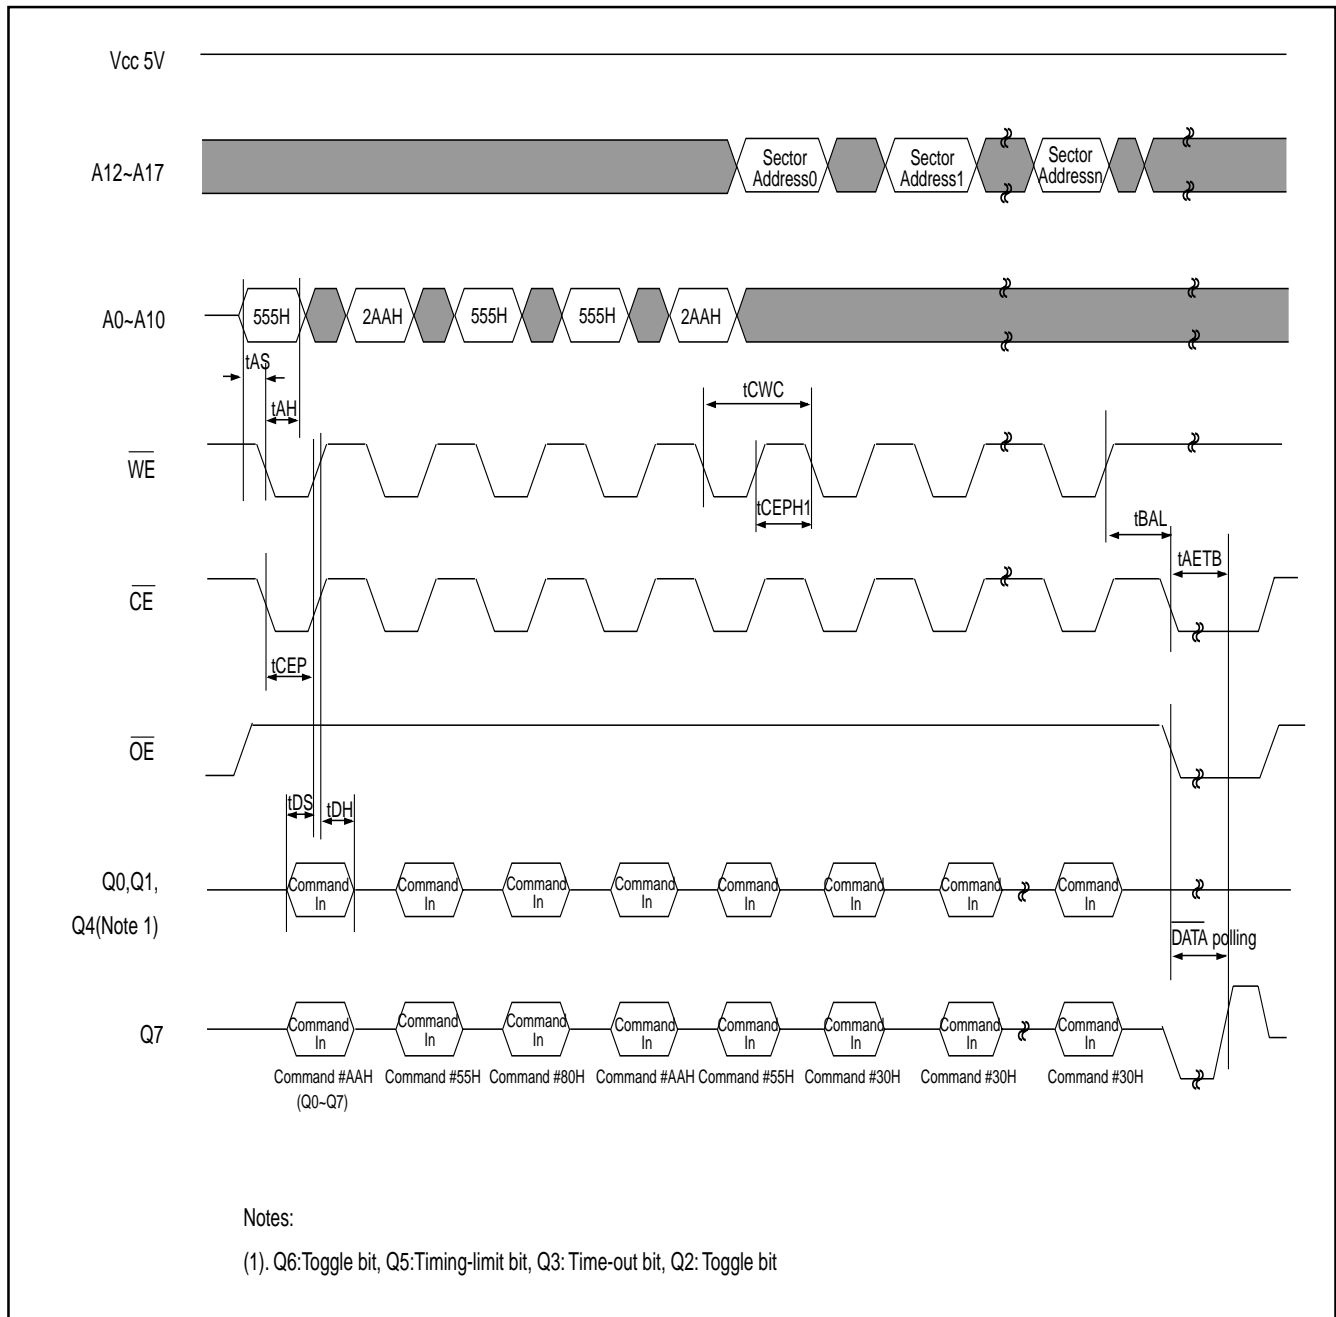 Vcc 5V
A12~A17
Sector
Address0
Sector
Address1
Sector
Addressn
A0~A10
555H
2AAH
555H
555H
2AAH
tAS
tAH
tCWC
WE
tCEPH1
tBAL
tAETB
CE
tCEP
OE
tDS
tDH
Q0,Q1,
Q4(Note 1)
Command
In
Command
In
Command
In
Command
In
Command
In
Command
In
Command
In
Command
In
DATA polling
Q7
Command
In
Command
In
Command
In
Command
In
Command
In
Command
In
Command
In
Command
In
Command #AAH
(Q0~Q7)
Command #55H
Command #80H
Command #AAH
Command #55H
Command #30H
Command #30H
Command #30H
Notes:
(1). Q6:Toggle bit, Q5:Timing-limit bit, Q3: Time-out bit, Q2: Toggle bit